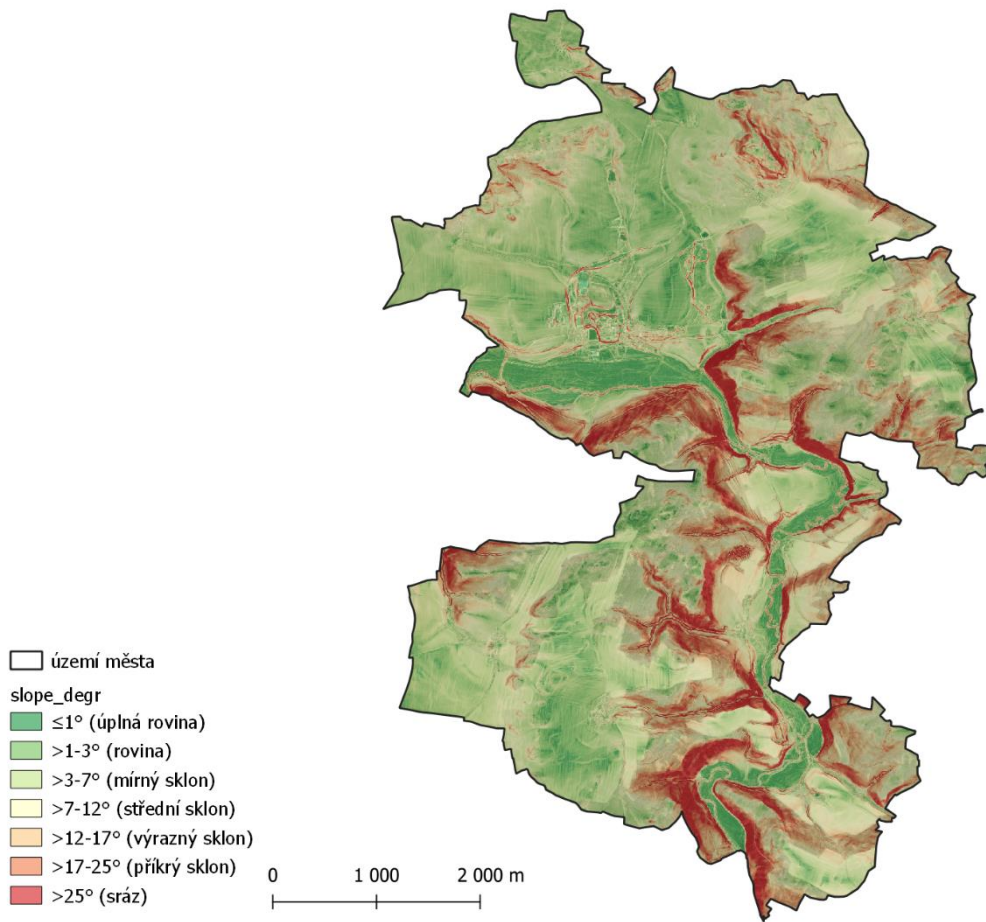 území města
slope_degr
≤1° (úplná rovina)
>1-3° (rovina)
>3-7° (mírný sklon)
>7-12° (střední sklon)
>12-17° (výrazný sklon)
>17-25° (příkrý sklon)
>25° (sráz)
0 1 000 2 000 m